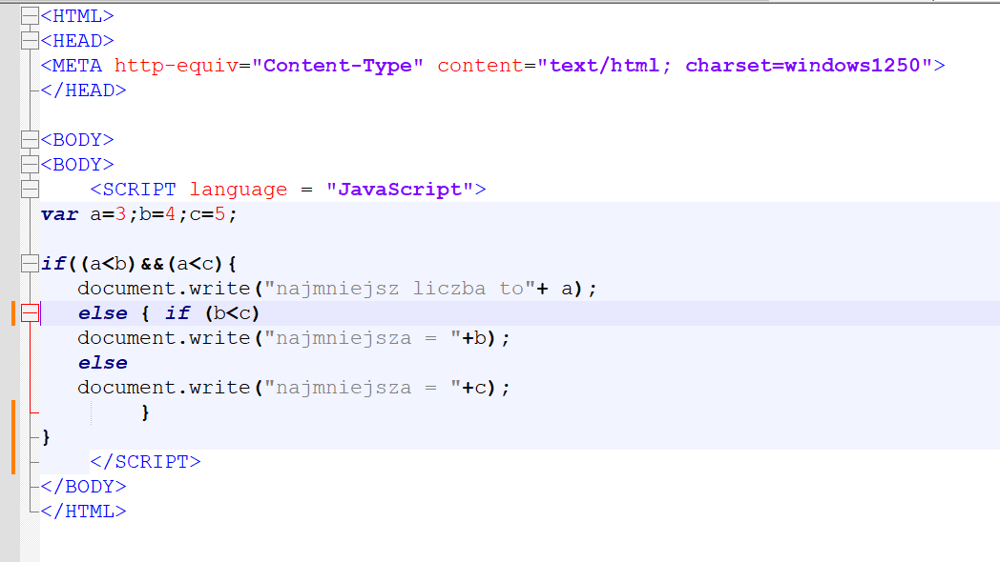 <HTML>
<HEAD>
<META http-equiv="Content-Type" content="text/html; charset=windows1250">
</HEAD>
<BODY>
<BODY>
<SCRIPT language = "JavaScript">
var a=3;b=4;c=5;
if((a<b)&&(a<c){
document.write("najmniejsz liczba to"+ a);
else { if (b<c)
document.write("najmniejsza = "+b);
else
document.write("najmniejsza = "+c);
}
}
</SCRIPT>
</BODY>
</HTML>